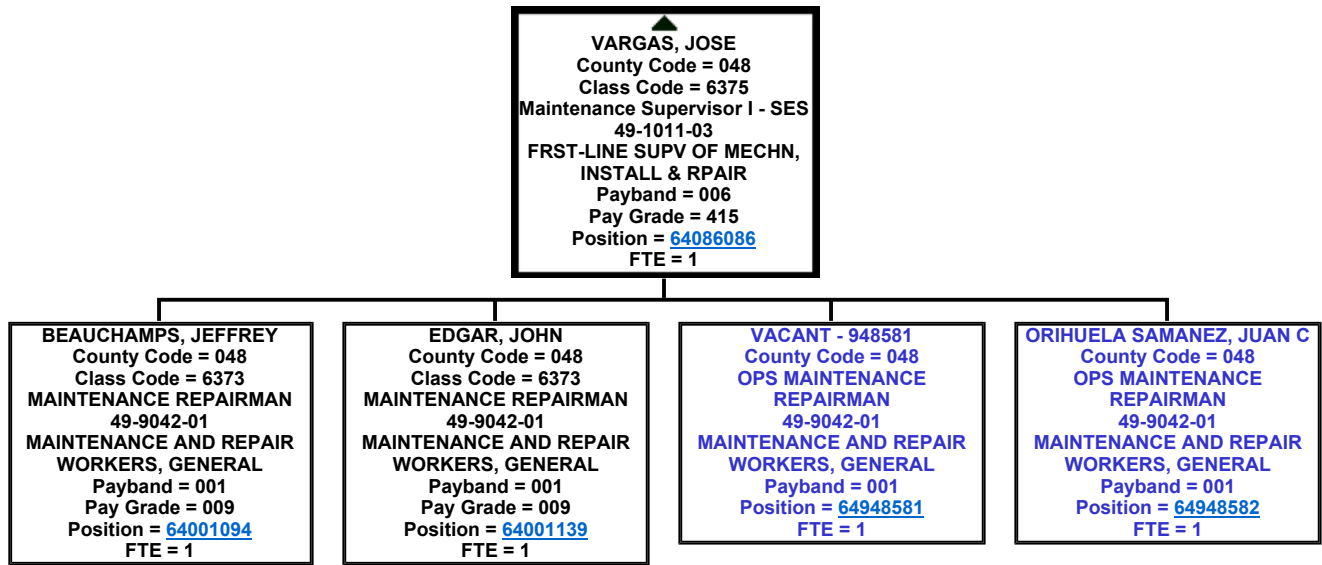 VARGAS, JOSE
County Code = 048
Class Code = 6375
Maintenance Supervisor I - SES
49-1011-03
FRST-LINE SUPV OF MECHN,
INSTALL & RPAIR
Payband = 006
Pay Grade = 415
Position = 64086086
FTE = 1
BEAUCHAMPS, JEFFREY
County Code = 048
Class Code = 6373
MAINTENANCE REPAIRMAN
49-9042-01
MAINTENANCE AND REPAIR
WORKERS, GENERAL
Payband = 001
Pay Grade = 009
Position = 64001094
FTE = 1
EDGAR, JOHN
County Code = 048
Class Code = 6373
MAINTENANCE REPAIRMAN
49-9042-01
MAINTENANCE AND REPAIR
WORKERS, GENERAL
Payband = 001
Pay Grade = 009
Position = 64001139
FTE = 1
VACANT - 948581
County Code = 048
OPS MAINTENANCE
REPAIRMAN
49-9042-01
MAINTENANCE AND REPAIR
WORKERS, GENERAL
Payband = 001
Position = 64948581
FTE = 1
ORIHUELA SAMANEZ, JUAN C
County Code = 048
OPS MAINTENANCE
REPAIRMAN
49-9042-01
MAINTENANCE AND REPAIR
WORKERS, GENERAL
Payband = 001
Position = 64948582
FTE = 1